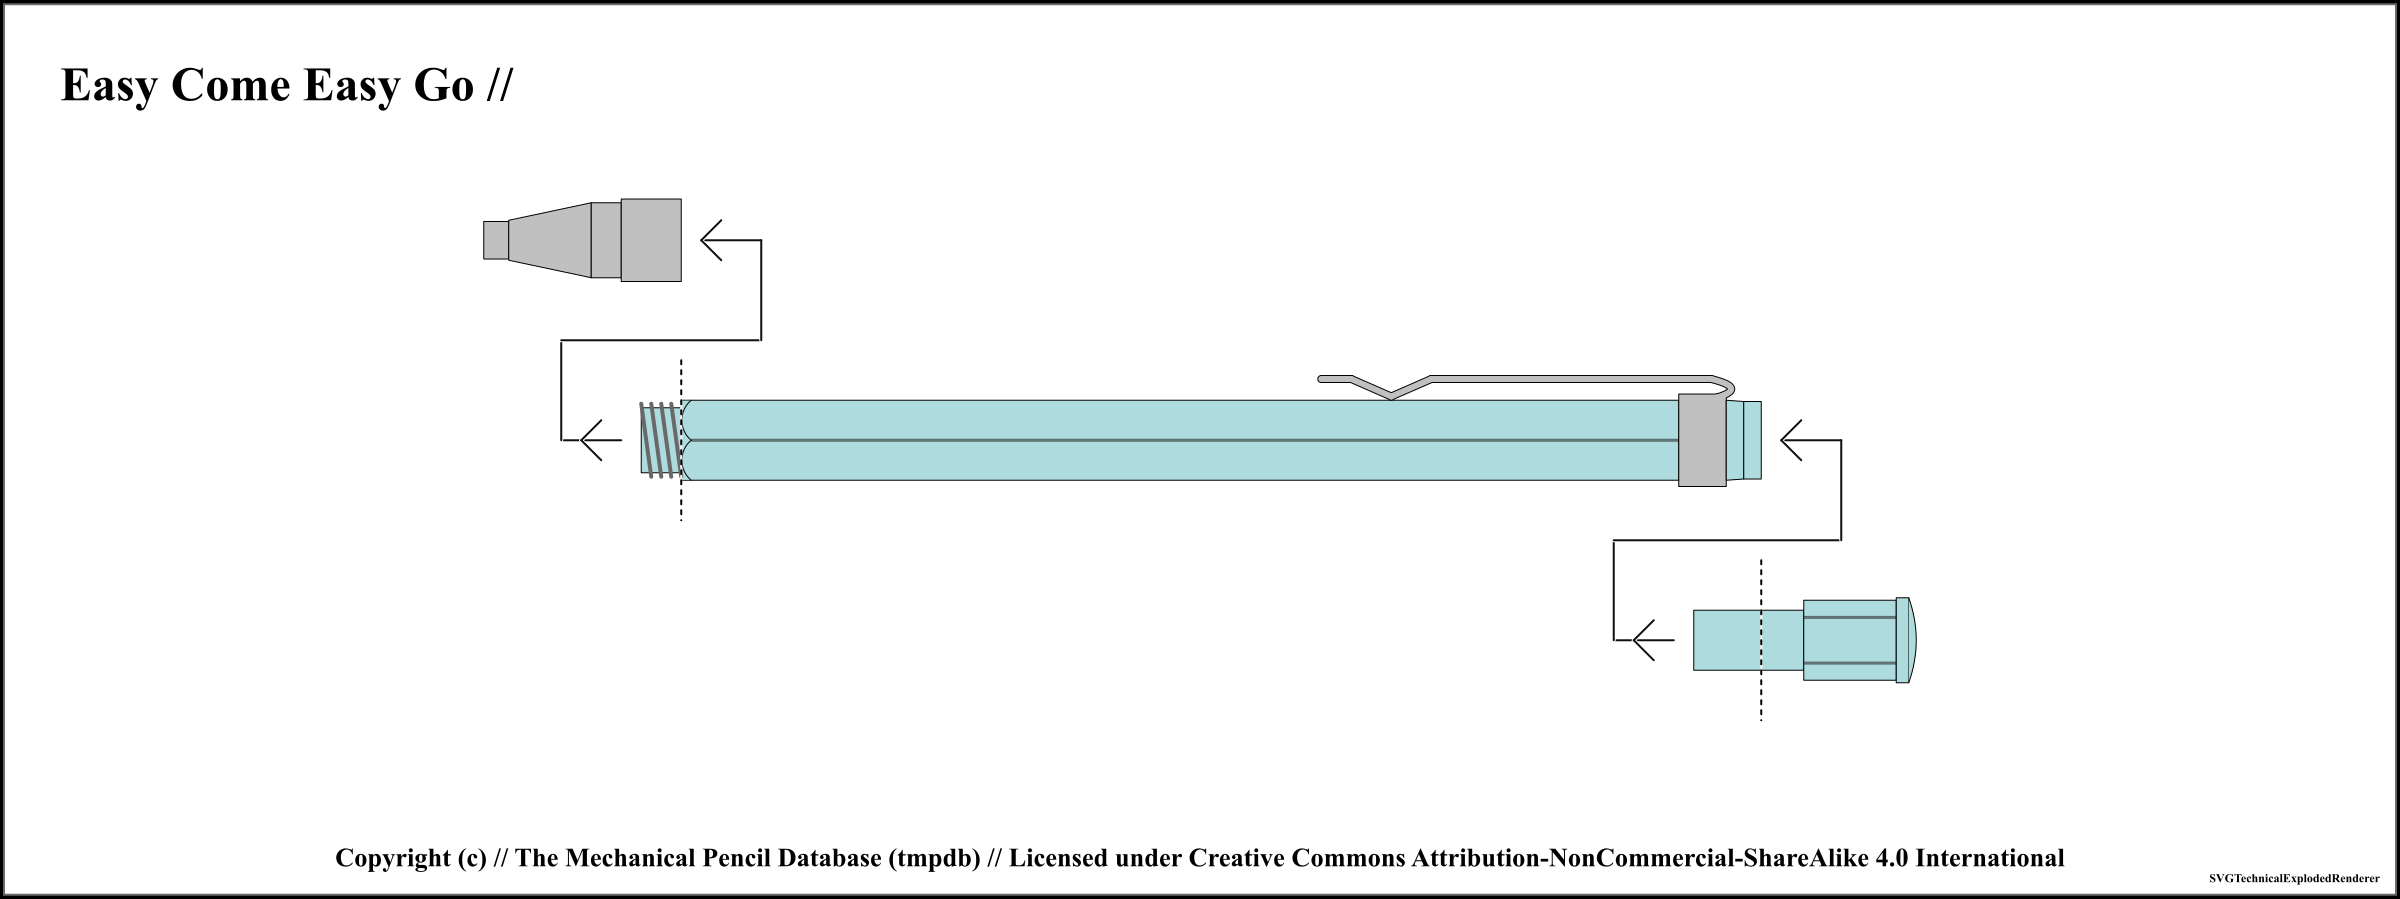 Easy Come Easy Go //
Copyright (c) // The Mechanical Pencil Database (tmpdb) // Licensed under Creative Commons Attribution-NonCommercial-ShareAlike 4.0 International
SVGTechnicalExplodedRenderer